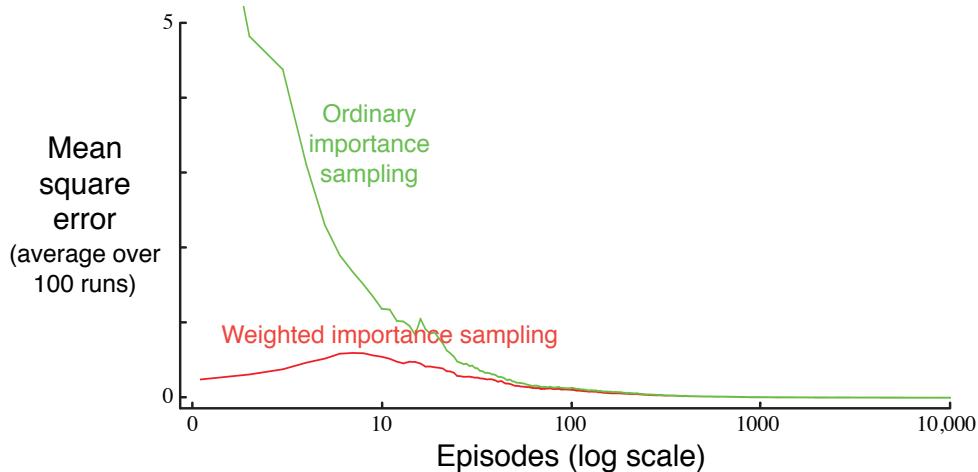 5
Ordinary
importance
sampling
Mean
square
error
(average over
100 runs)
Weighted importance sampling
0
0
10
100
1000
10,000
Episodes (log scale)